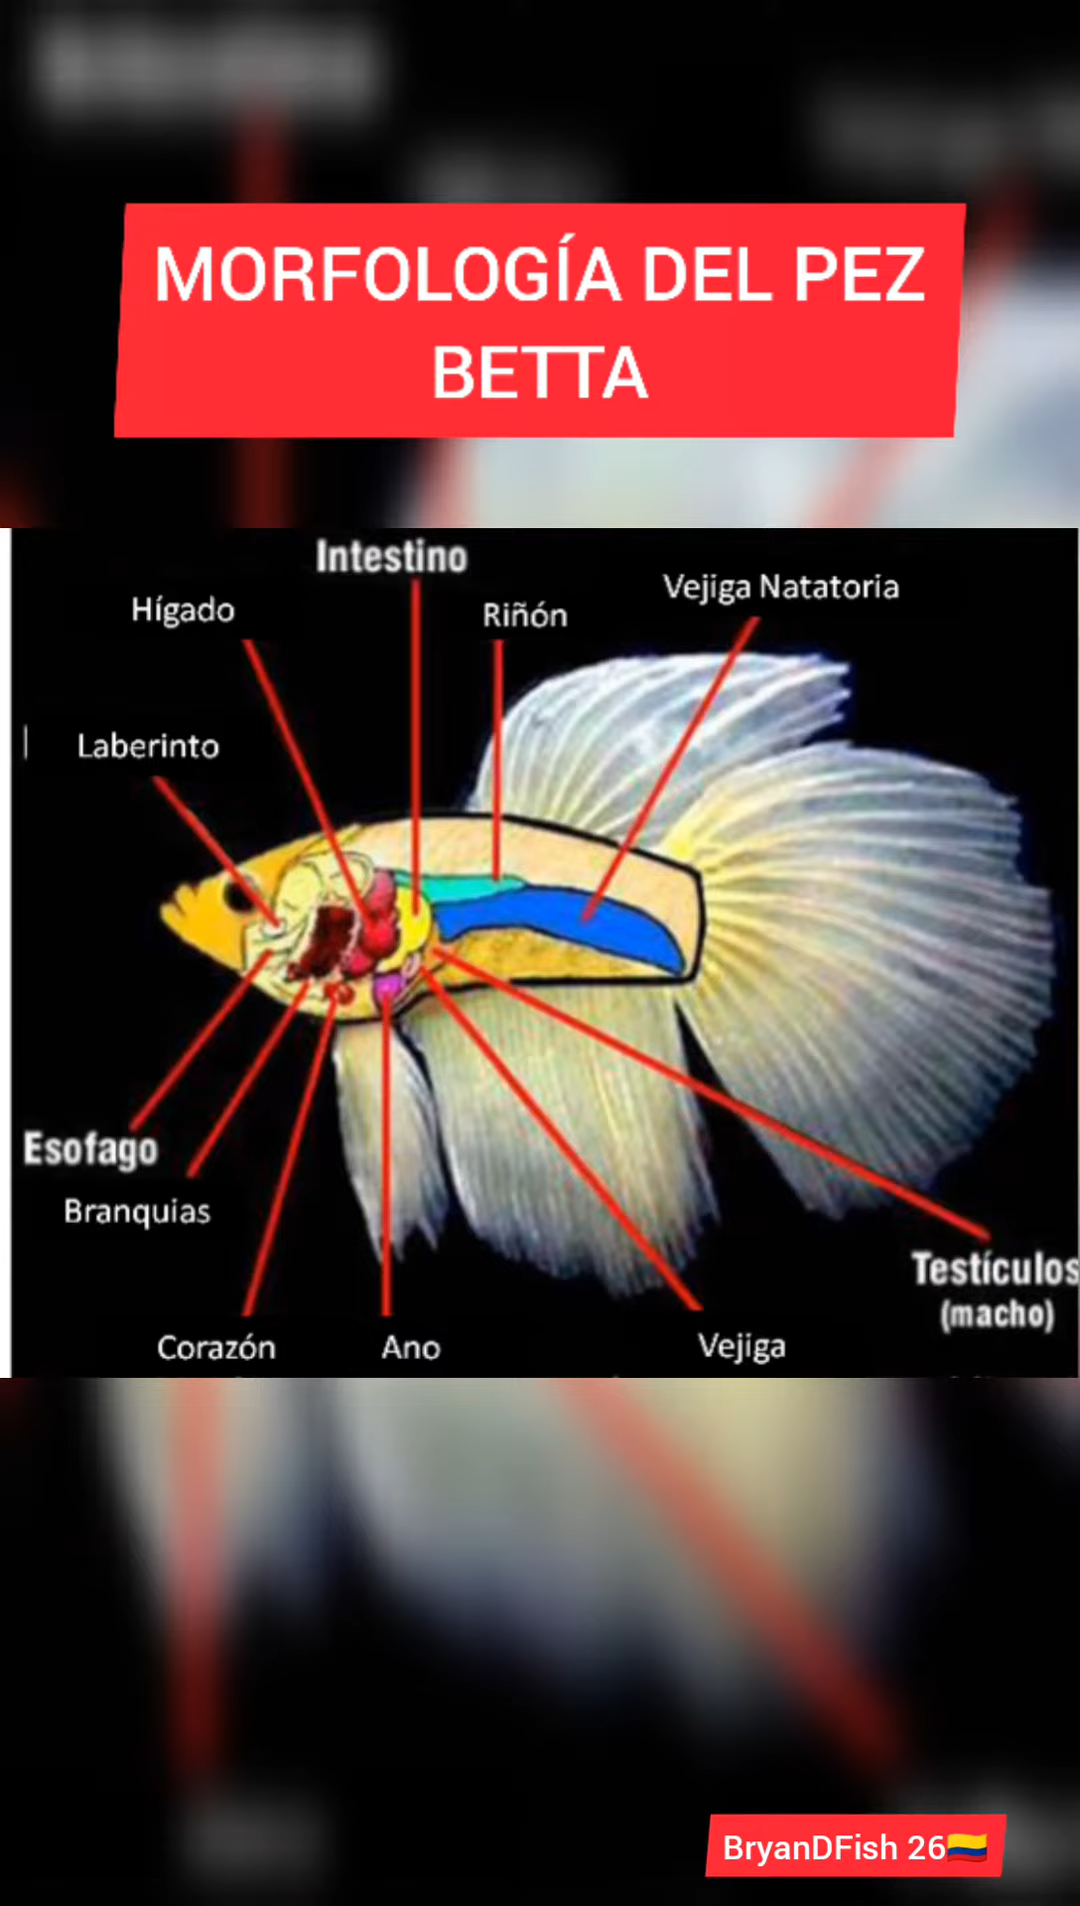 MORFOLOGÍA DEL PEZ
BETTA
Intestino
Hígado
Riñón
Vejiga Natatoria
Laberinto
Esofago
Branquias
Testículos
(macho)
Corazón
Ano
Vejiga
BryanDFish 26🇨🇴